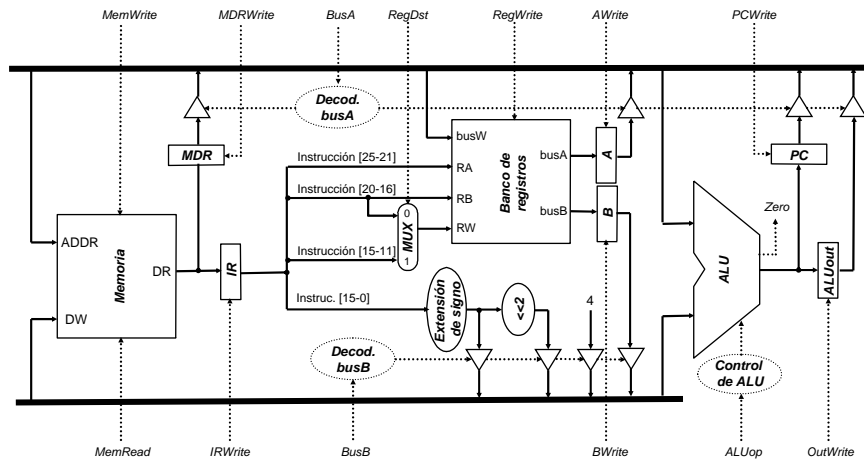 MemWrite
MDRWrite
BusA
RegDst
RegWrite
AWrite
PCWrite
Decod.
busA
MDR
busW
busA
A
PC
Instrucción [25-21]
RA
Banco de
registros
Instrucción [20-16]
RB
busB
B
Zero
0
MUX
RW
ADDR
Memoria
DR
IR
Instrucción [15-11]
1
ALU
ALUout
Instruc. [15-0]
Extensión
de signo
<<2
4
DW
Decod.
busB
Control
de ALU
MemRead
IRWrite
BusB
BWrite
ALUop
OutWrite